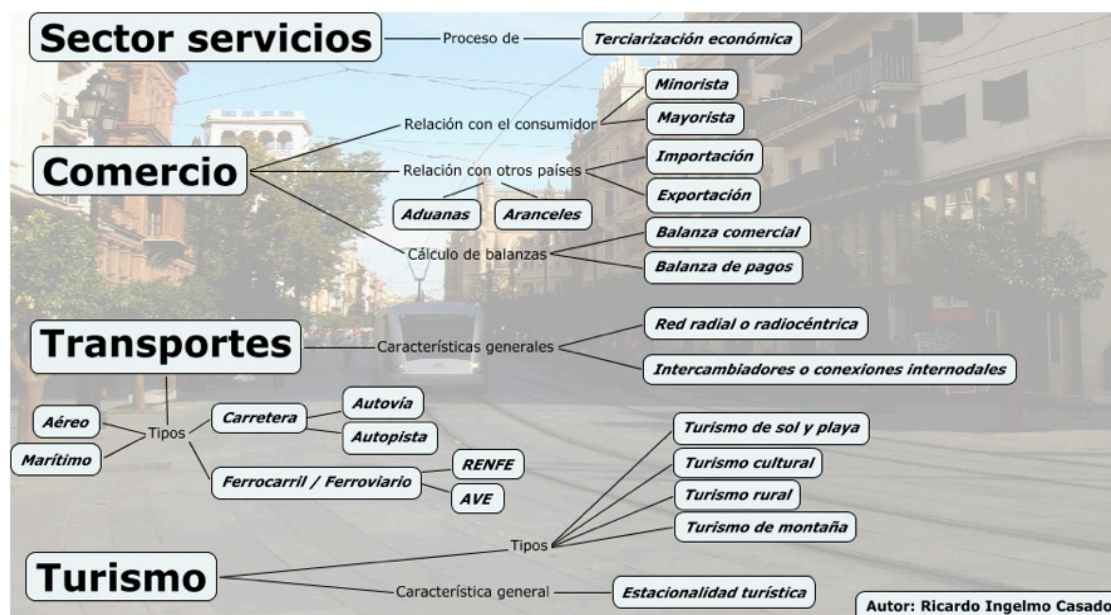 Sector servicios
Proceso de
Terciarización económica
Comercio
Relación con el consumidor
Minorista
Mayorista
Relación con otros países
Importación
Exportación
Aduanas
Aranceles
Cálculo de balanzas
Balanza comercial
Balanza de pagos
Transportes
Características generales
Red radial o radiocéntrica
Intercambiadores o conexiones internodales
Tipos
Aéreo
Marítimo
Carretera
Autovía
Autopista
Ferrocarril / Ferroviario
RENFE
AVE
Turismo
Tipos
Turismo de sol y playa
Turismo cultural
Turismo rural
Turismo de montaña
Característica general
Estacionalidad turística
Autor: Ricardo Ingelmo Casado